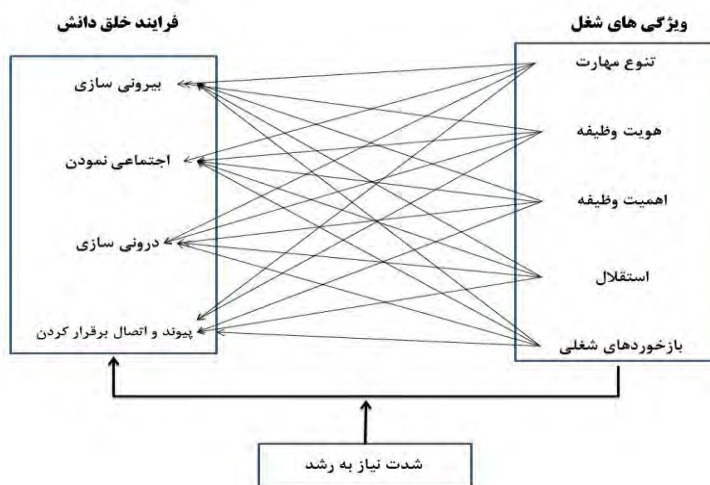 ویژگی های شغل
تنوع مهارت
هویت وظیفه
اهمیت وظیفه
استقلال
بازخوردهای شغلی
فرایند خلق دانش
بیرونی سازی
اجتماعی نمودن
درونی سازی
پیوند و اتصال برقرار کردن
شدت نیاز به رشد